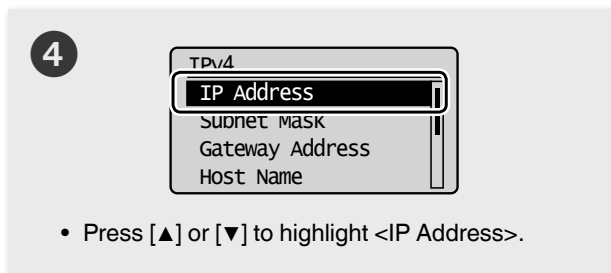 4
IPv4
IP Address
Subnet Mask
Gateway Address
Host Name
• Press [▲] or [▼] to highlight <IP Address>.